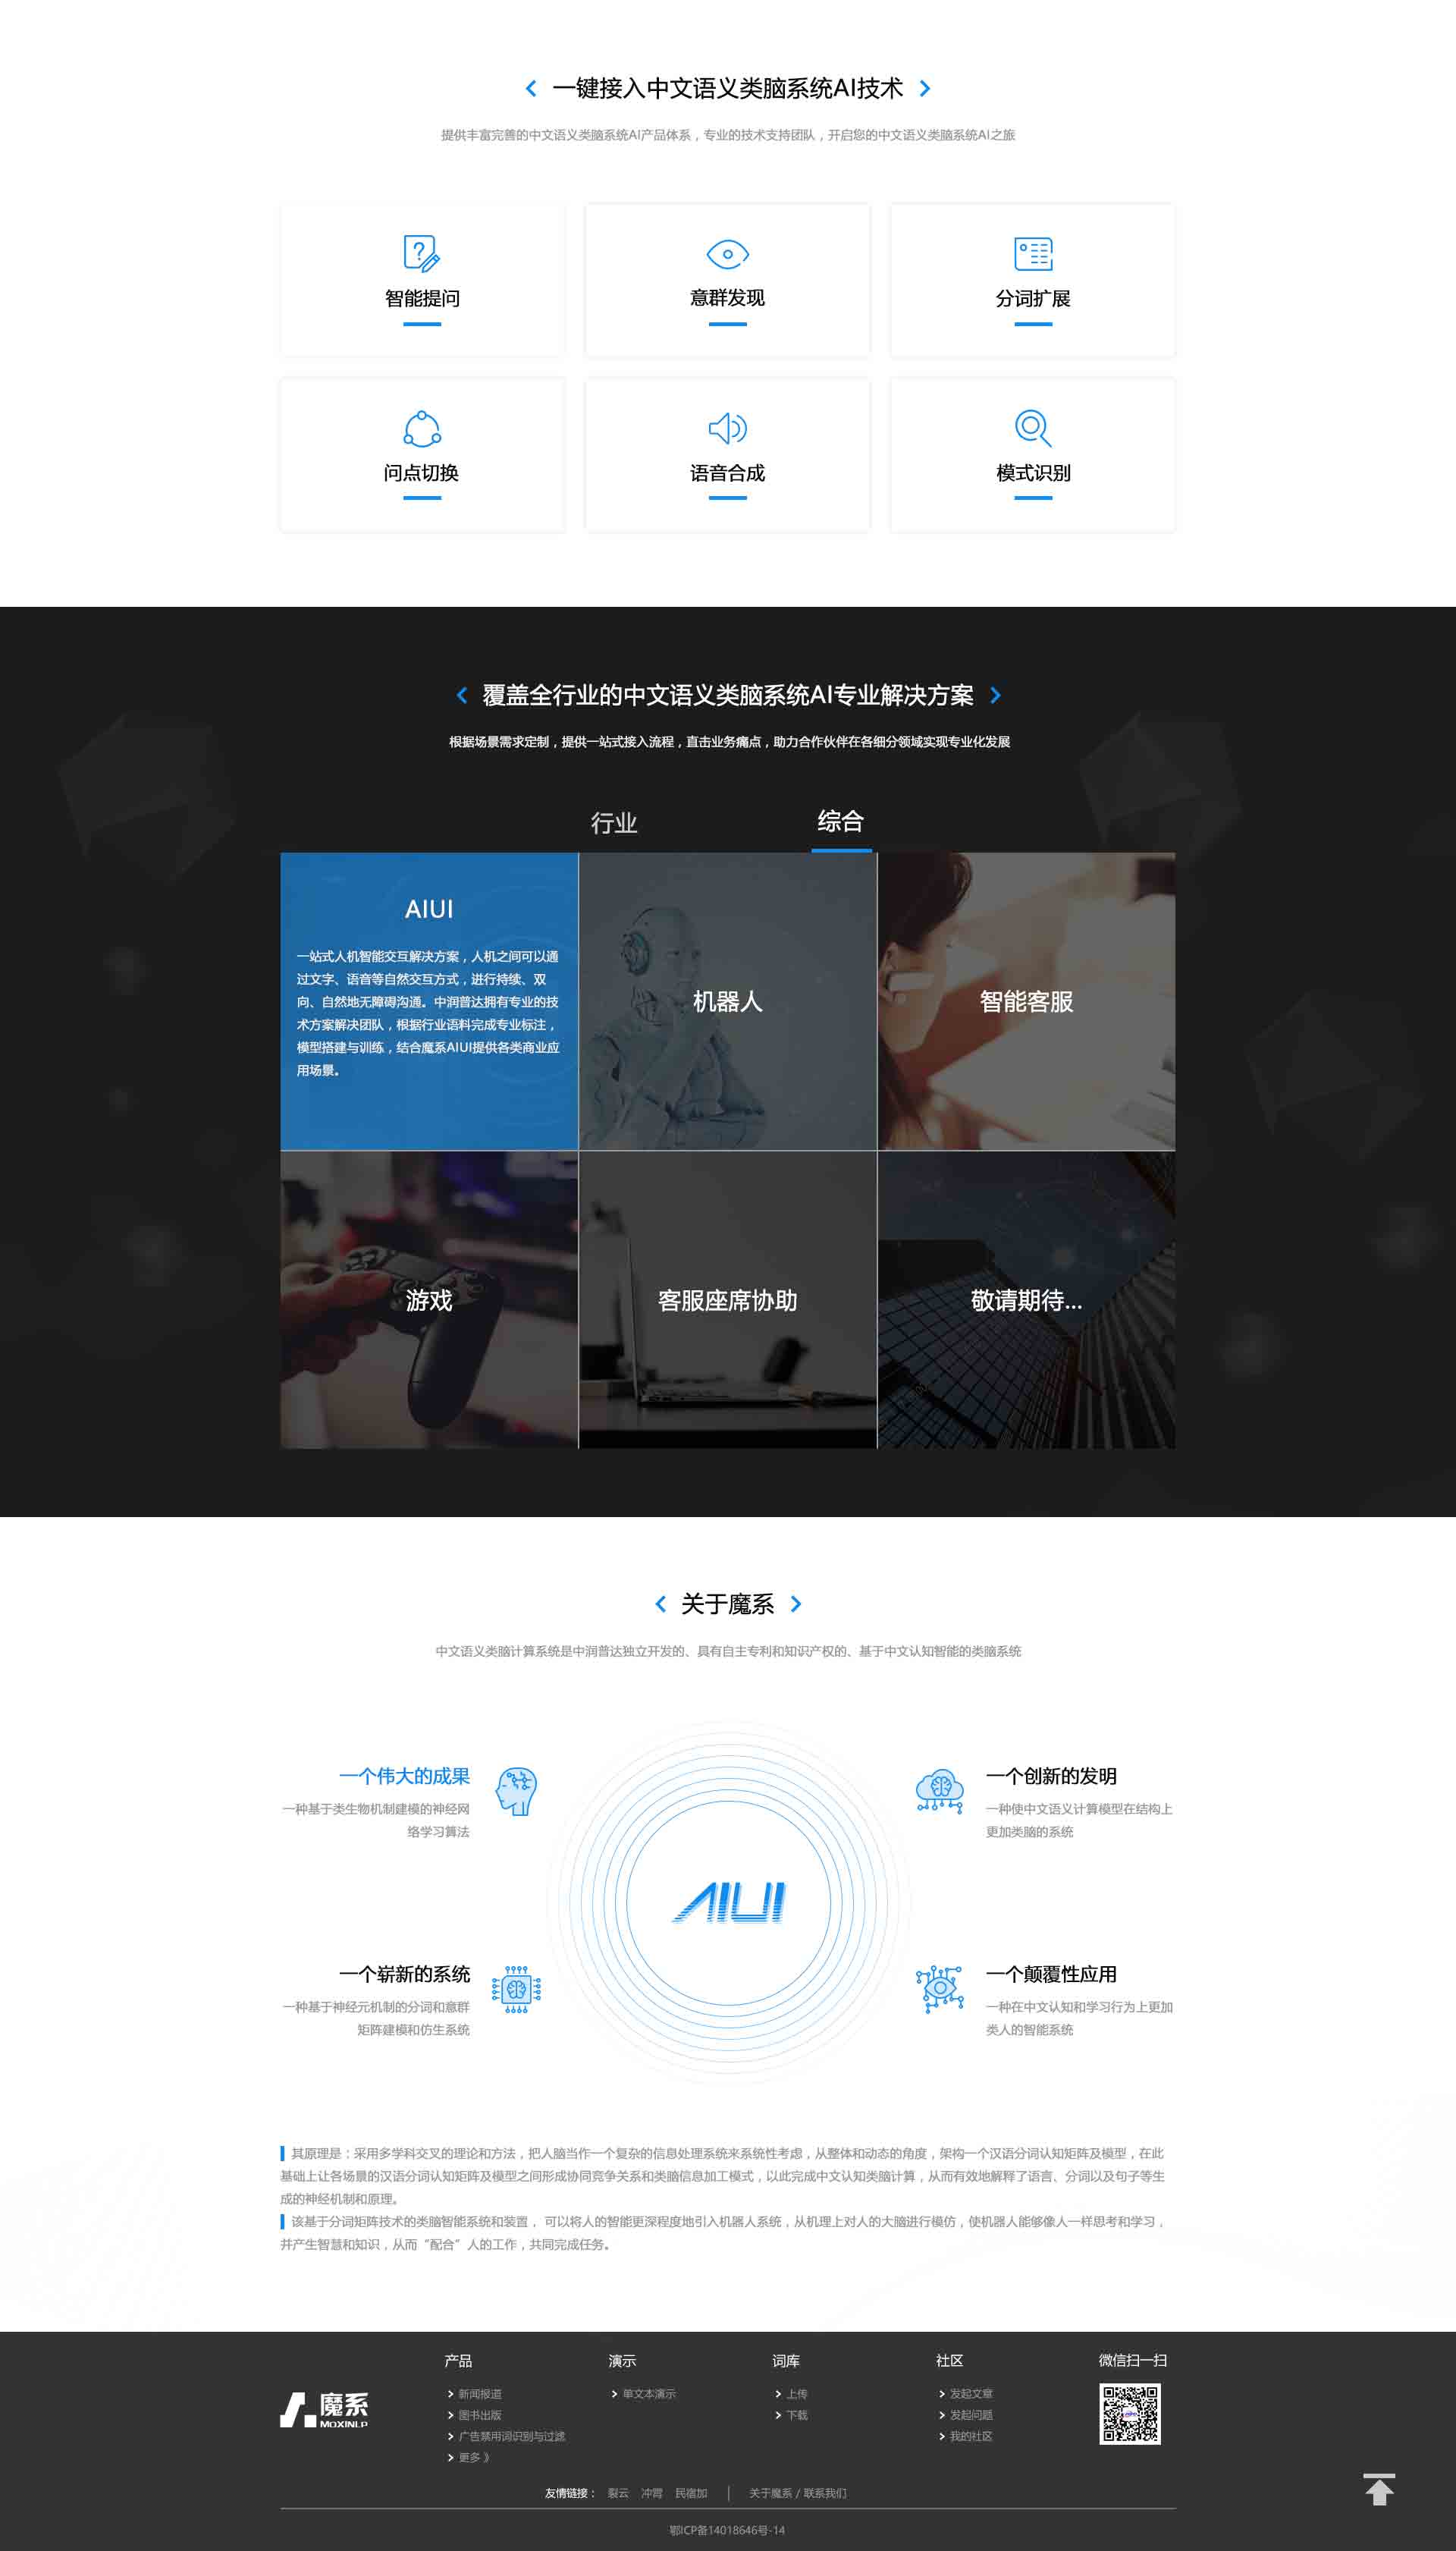 一键接入中文语义类脑系统AI技术
提供丰富完善的中文语义类脑系统AI产品体系，专业的技术支持团队，开启您的中文语义类脑系统AI之旅
智能提问
意群发现
分词扩展
问点切换
语音合成
模式识别
覆盖全行业的中文语义类脑系统AI专业解决方案
根据场景需求定制，提供一站式接入流程，直击业务痛点，助力合作伙伴在各细分领域实现专业化发展
行业
综合
AIUI
一站式人机智能交互解决方案，人机之间可以通
过文字、语音等自然交互方式，进行持续、双
向、自然地无障碍沟通。中润普达拥有专业的技
术方案解决团队，根据行业语料完成专业标注，
模型搭建与训练，结合魔系AIUI提供各类商业应
用场景。
机器人
智能客服
游戏
客服座席协助
敬请期待...
关于魔系
中文语义类脑计算系统是中润普达独立开发的、具有自主专利和知识产权的、基于中文认知智能的类脑系统
一个伟大的成果
一种基于类生物机制建模的神经网
络学习算法
一个创新的发明
一种使中文语义计算模型在结构上
更加类脑的系统
AIUI
一个崭新的系统
一种基于神经元机制的分词和意群
矩阵建模和仿生系统
一个颠覆性应用
一种在中文认知和学习行为上更加
类人的智能系统
其原理是：采用多学科交叉的理论和方法，把人脑当作一个复杂的信息处理系统来系统性考虑，从整体和动态的角度，架构一个汉语分词认知矩阵及模型，在此
基础上让各场景的汉语分词认知矩阵及模型之间形成协同竞争关系和类脑信息加工模式，以此完成中文认知类脑计算，从而有效地解释了语言、分词以及句子等生
成的神经机制和原理。
该基于分词矩阵技术的类脑智能系统和装置， 可以将人的智能更深程度地引入机器人系统，从机理上对人的大脑进行模仿，使机器人能够像人一样思考和学习，
并产生智慧和知识，从而“配合”人的工作，共同完成任务。
魔系
MOXINLP
产品
新闻报道
图书出版
广告禁用词识别与过滤
更多 》
演示
单文本演示
词库
上传
下载
社区
发起文章
发起问题
我的社区
微信扫一扫
友情链接： 裂云 冲霄 民宿加 | 关于魔系 / 联系我们
鄂ICP备14018646号-14